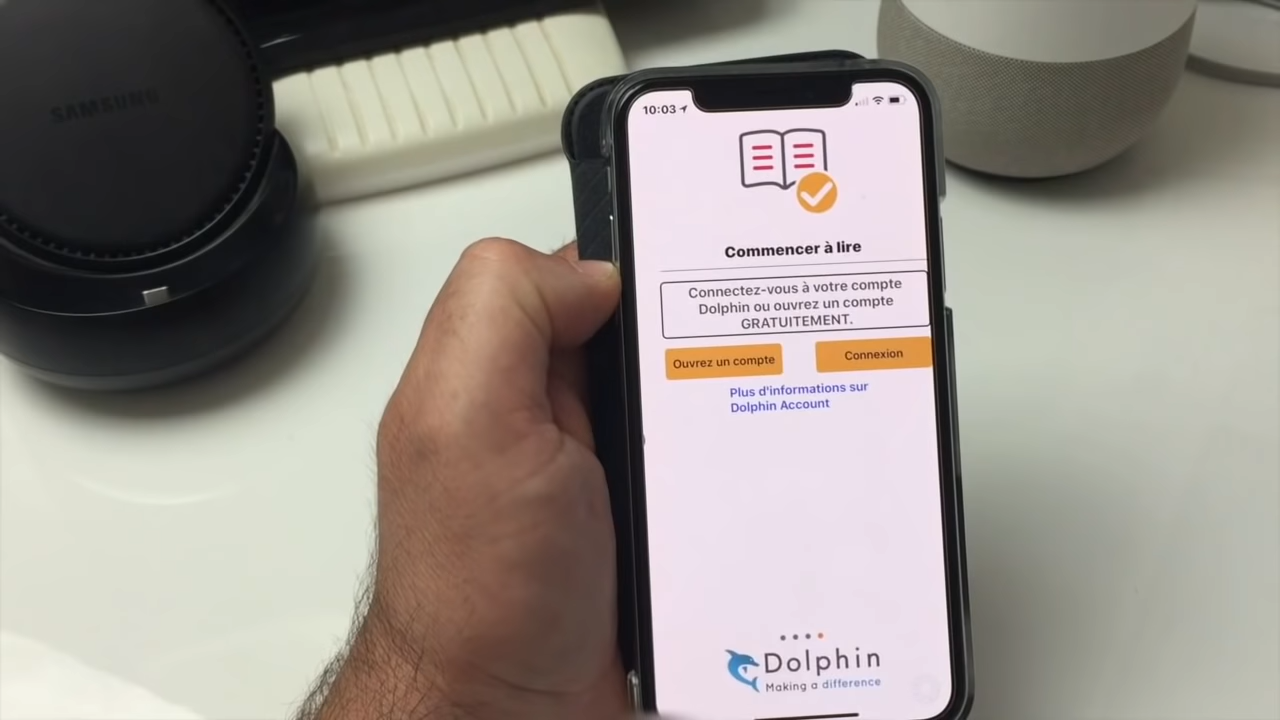 SAMSUNG
10:03
Commencer à lire
Connectez-vous à votre compte
Dolphin ou ouvrez un compte
GRATUITEMENT.
Ouvrez un compte
Connexion
Plus d'informations sur
Dolphin Account
Dolphin
Making a difference